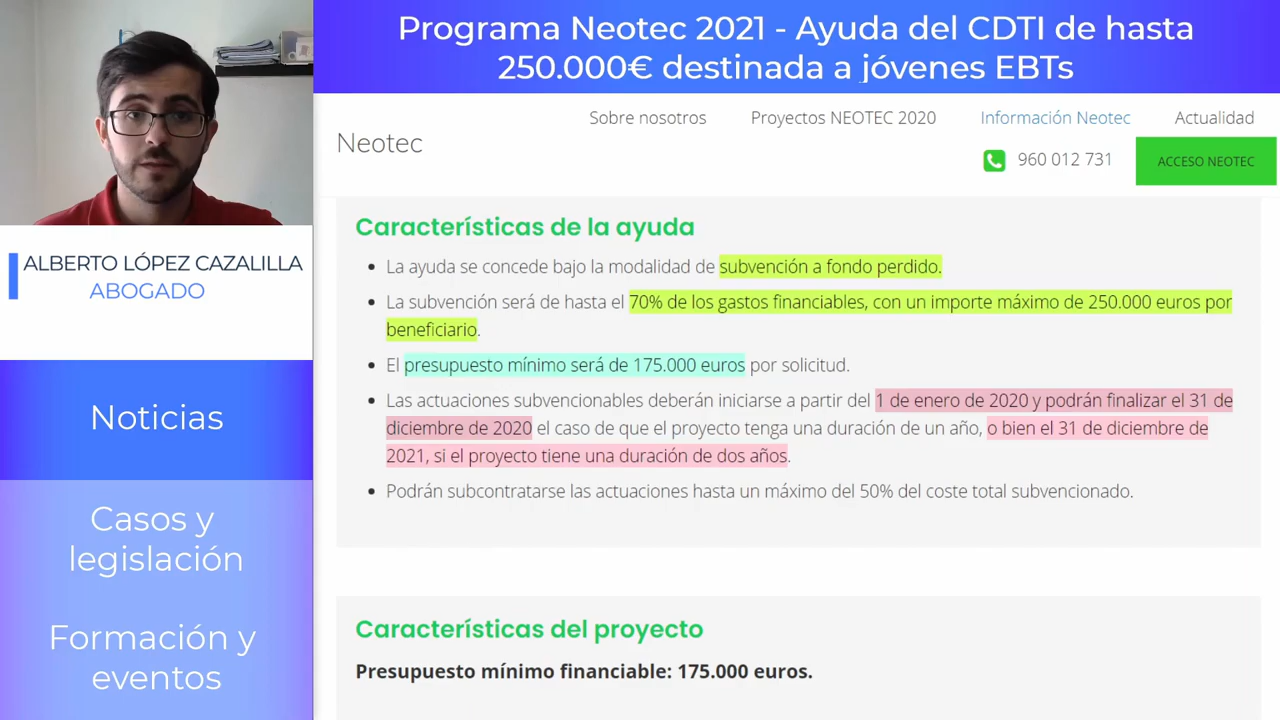 Programa Neotec 2021 - Ayuda del CDTI de hasta
250.000€ destinada a jóvenes EBTs
Neotec
Sobre nosotros
Proyectos NEOTEC 2020
Información Neotec
Actualidad
960 012 731
ACCESO NEOTEC
ALBERTO LÓPEZ CAZALILLA
ABOGADO
Noticias
Casos y
legislación
Formación y
eventos
Características de la ayuda
La ayuda se concede bajo la modalidad de subvención a fondo perdido.
La subvención será de hasta el 70% de los gastos financiables, con un importe máximo de 250.000 euros por
beneficiario.
El presupuesto mínimo será de 175.000 euros por solicitud.
Las actuaciones subvencionables deberán iniciarse a partir del 1 de enero de 2020 y podrán finalizar el 31 de
diciembre de 2020 el caso de que el proyecto tenga una duración de un año, o bien el 31 de diciembre de
2021, si el proyecto tiene una duración de dos años.
Podrán subcontratarse las actuaciones hasta un máximo del 50% del coste total subvencionado.
Características del proyecto
Presupuesto mínimo financiable: 175.000 euros.